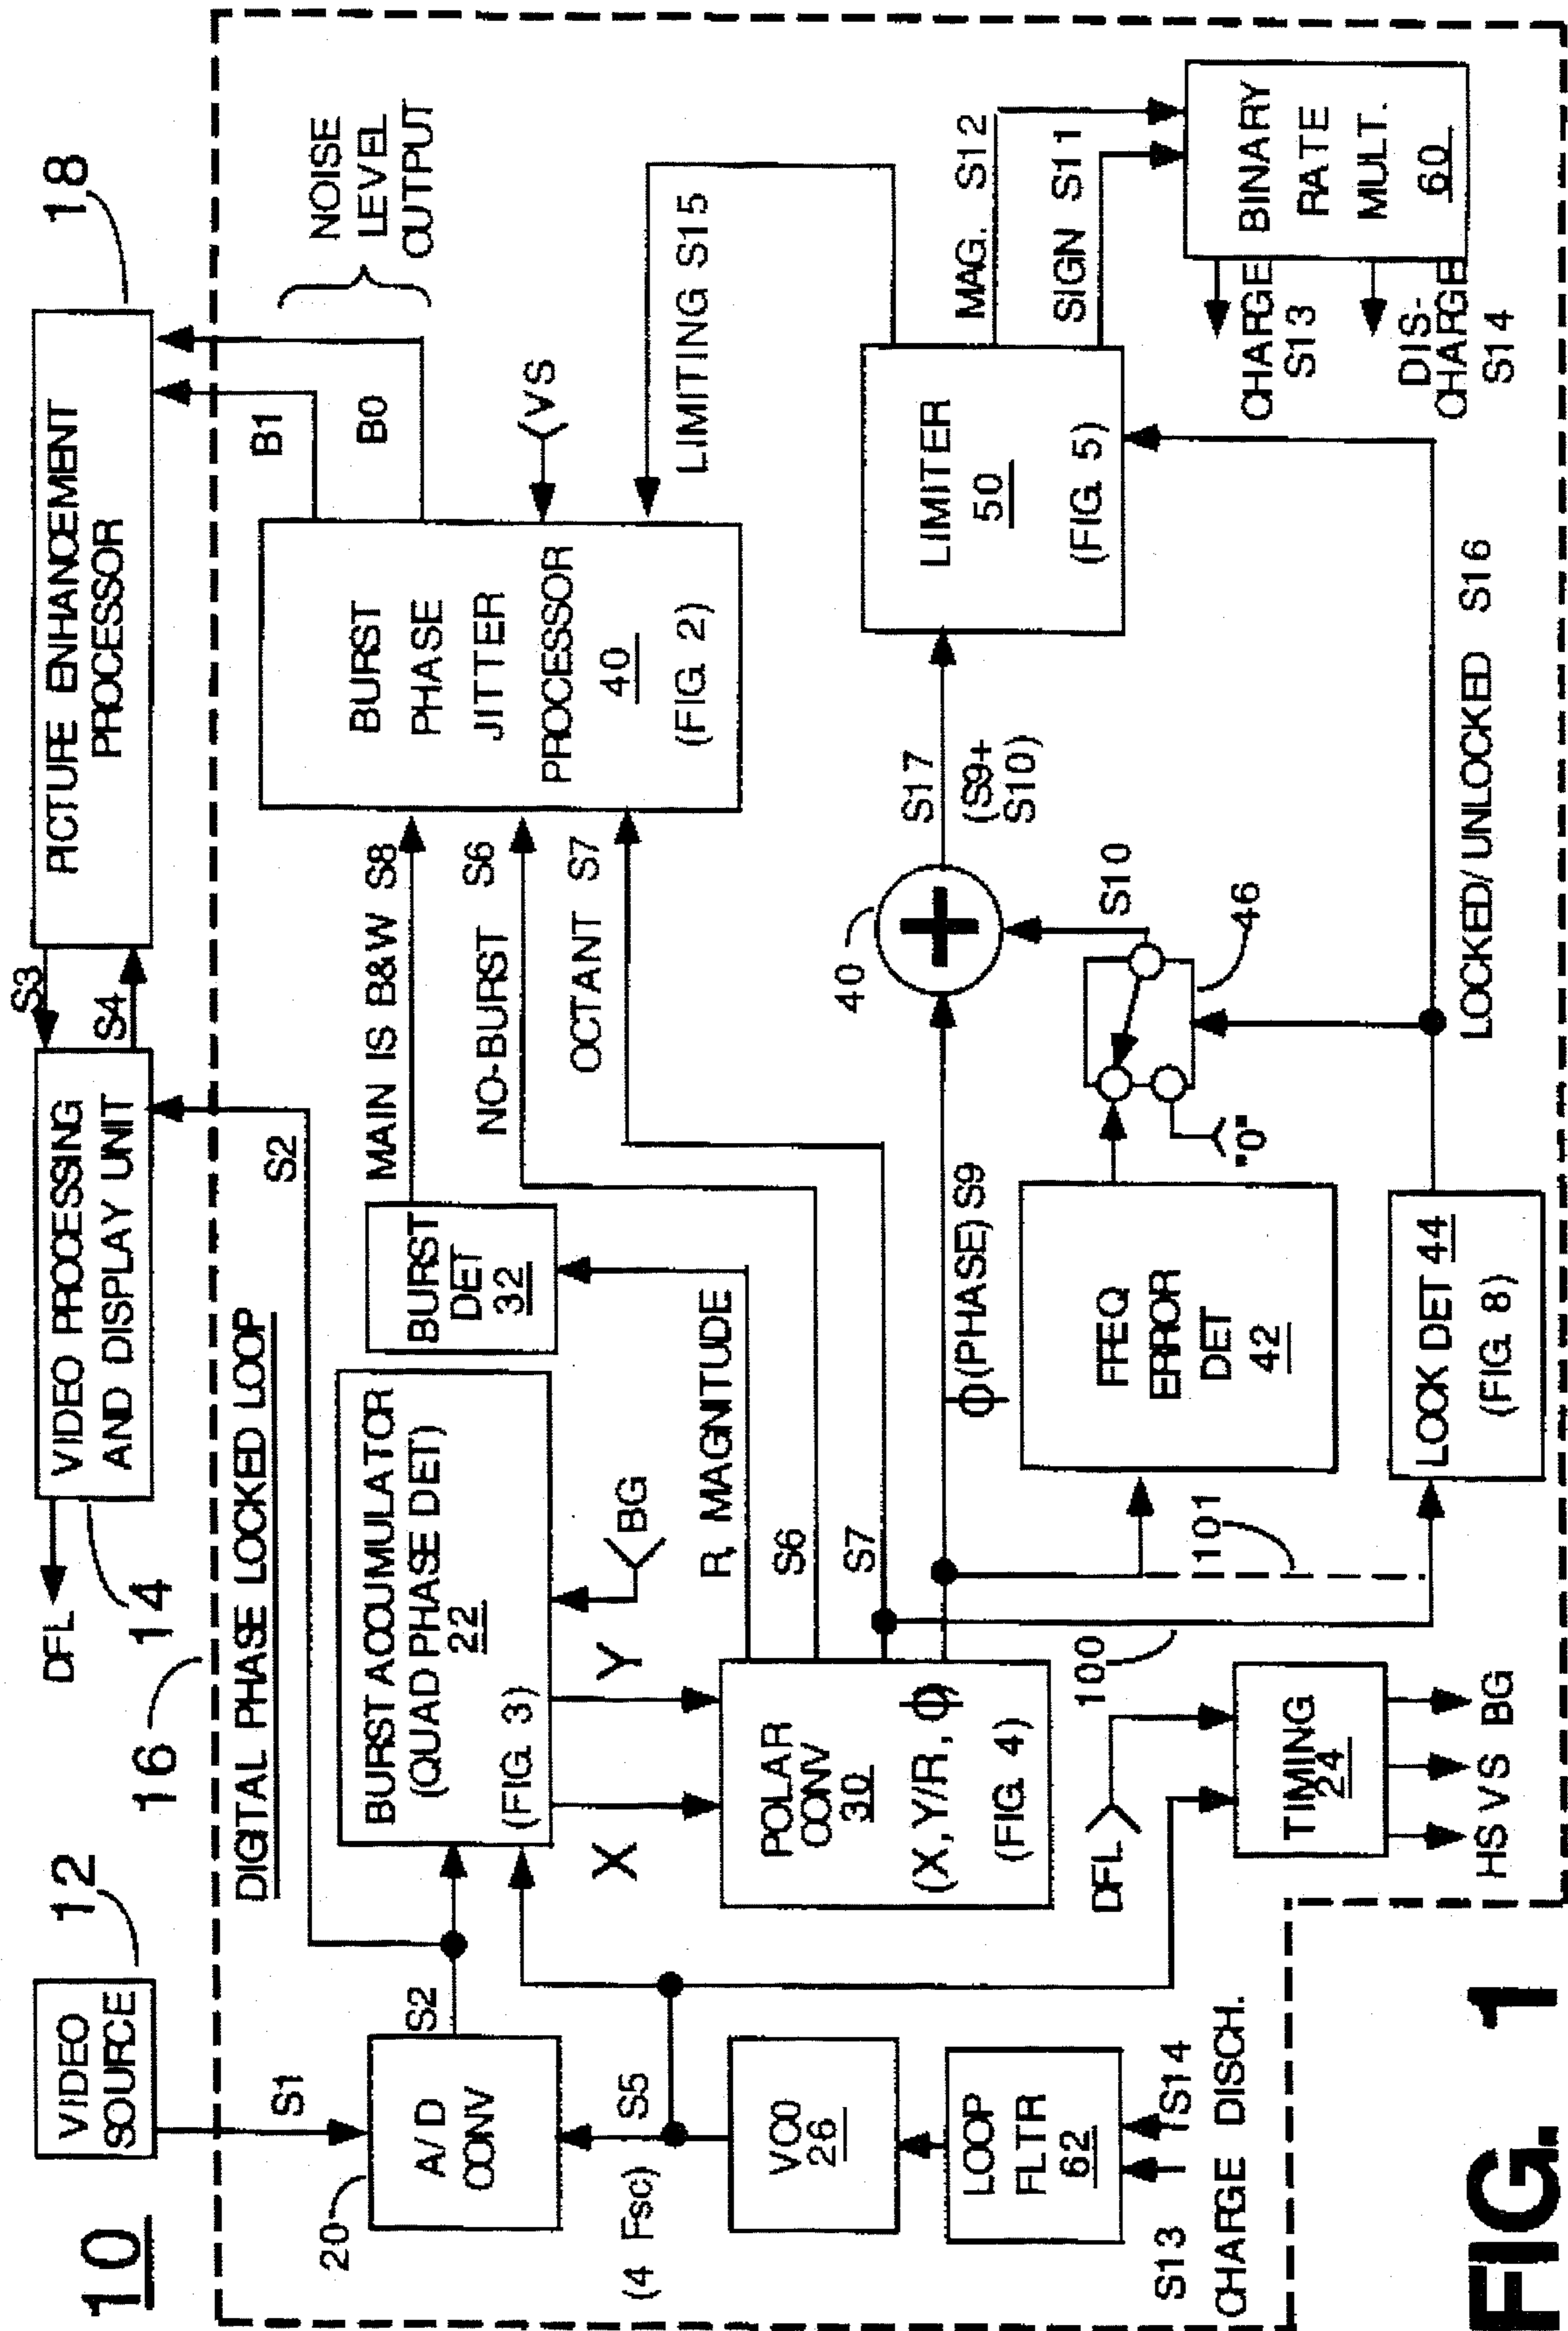 10
VIDEO
SOURCE
12
DFL
14
VIDEO PROCESSING
AND DISPLAY UNIT
S3
S4
PICTURE ENHANCEMENT
PROCESSOR
18
16
DIGITAL PHASE LOCKED LOOP
S1
S2
20
A/D
CONV
S2
BURST ACCUMULATOR
(QUAD PHASE DET)
22
(FIG. 3)
BG
BURST
DET
32
MAIN IS B&W S8
NO-BURST S6
OCTANT S7
BURST
PHASE
JITTER
PROCESSOR
40
(FIG. 2)
B1
B0
NOISE
LEVEL
OUTPUT
VS
LIMITING S15
(4 Fsc)
S5
X
Y
R, MAGNITUDE
S6
S7
VCO
26
POLAR
CONV
30
(X,Y/R,ϕ
(FIG. 4)
ϕ(PHASE) S9
40
S17
(S9+
S10)
S10
LIMITER
50
(FIG. 5)
MAG. S12
SIGN S11
LOOP
FLTR
62
S13
S14
CHARGE DISCH.
DFL
100
101
FREQ
ERROR
DET
42
"0"
46
CHARGE
S13
DIS-
CHARGE
S14
BINARY
RATE
MULT.
60
TIMING
24
HS VS BG
LOCK DET 44
(FIG. 8)
LOCKED/UNLOCKED S16
FIG. 1